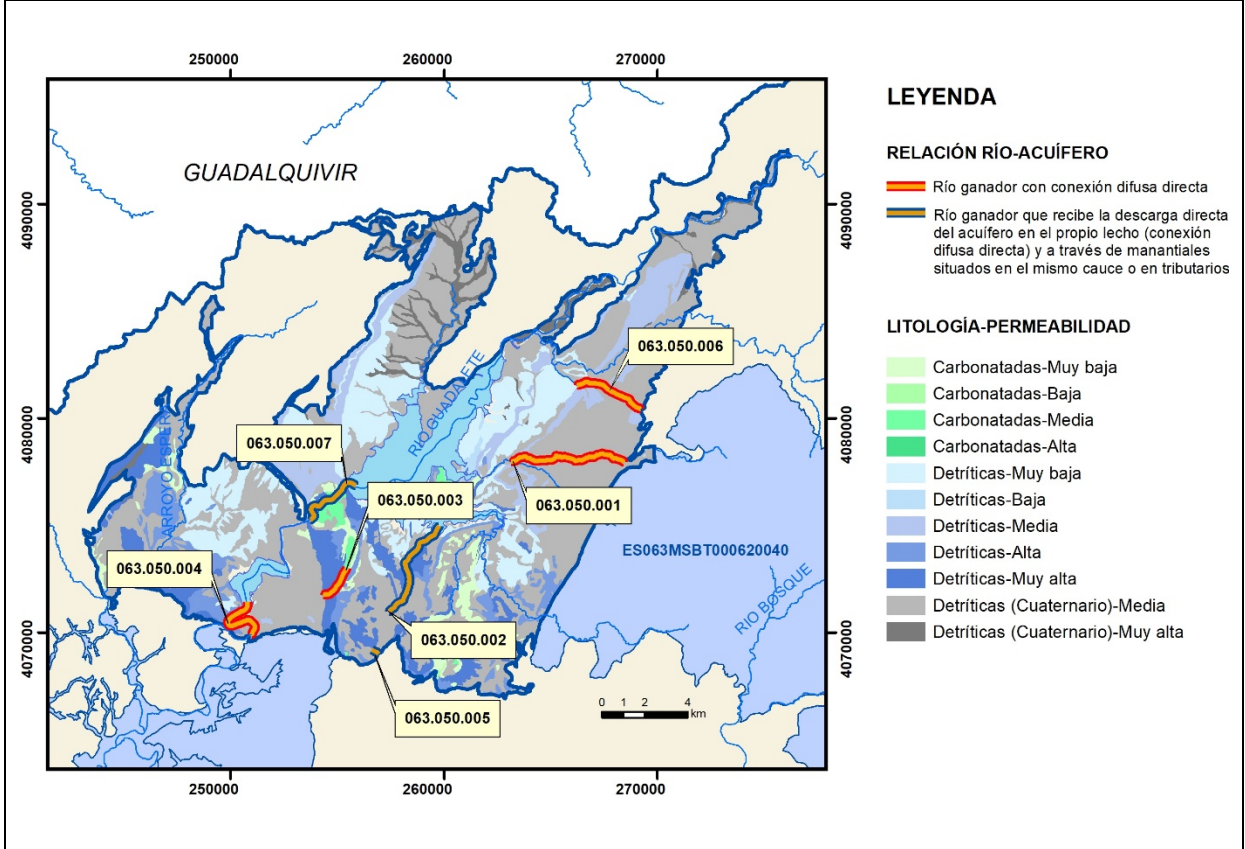 250000
260000
270000
4090000
4080000
4070000
GUADALQUIVIR
RIO GUADALETE
ARROYO ESPERA
RIO BOSQUE
ES063MSBT000620040
063.050.006
063.050.007
063.050.003
063.050.001
063.050.004
063.050.002
063.050.005
0 1 2 4
km
4090000
4080000
4070000
250000
260000
270000
LEYENDA
RELACIÓN RÍO-ACUÍFERO
Río ganador con conexión difusa directa
Río ganador que recibe la descarga directa
del acuífero en el propio lecho (conexión
difusa directa) y a través de manantiales
situados en el mismo cauce o en tributarios
LITOLOGÍA-PERMEABILIDAD
Carbonatadas-Muy baja
Carbonatadas-Baja
Carbonatadas-Media
Carbonatadas-Alta
Detríticas-Muy baja
Detríticas-Baja
Detríticas-Media
Detríticas-Alta
Detríticas-Muy alta
Detríticas (Cuaternario)-Media
Detríticas (Cuaternario)-Muy alta